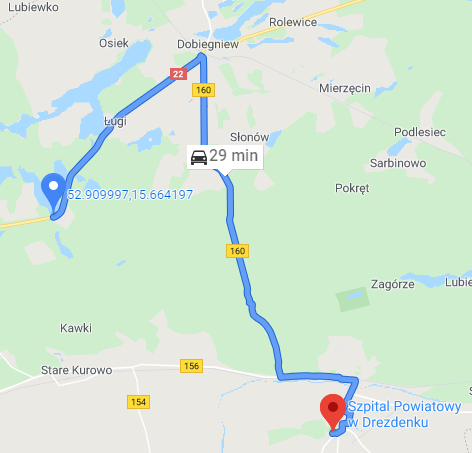 Lubiewko
Rolewice
Osiek
Dobiegniew
22
160
Mierzęcin
Ługi
Podlesiec
Słonów
29 min
Sarbinowo
52.909997,15.664197
Pokręt
160
Zagórze
Lubie
Kawki
156
Stare Kurowo
154
Szpital Powiatowy
w Drezdenku